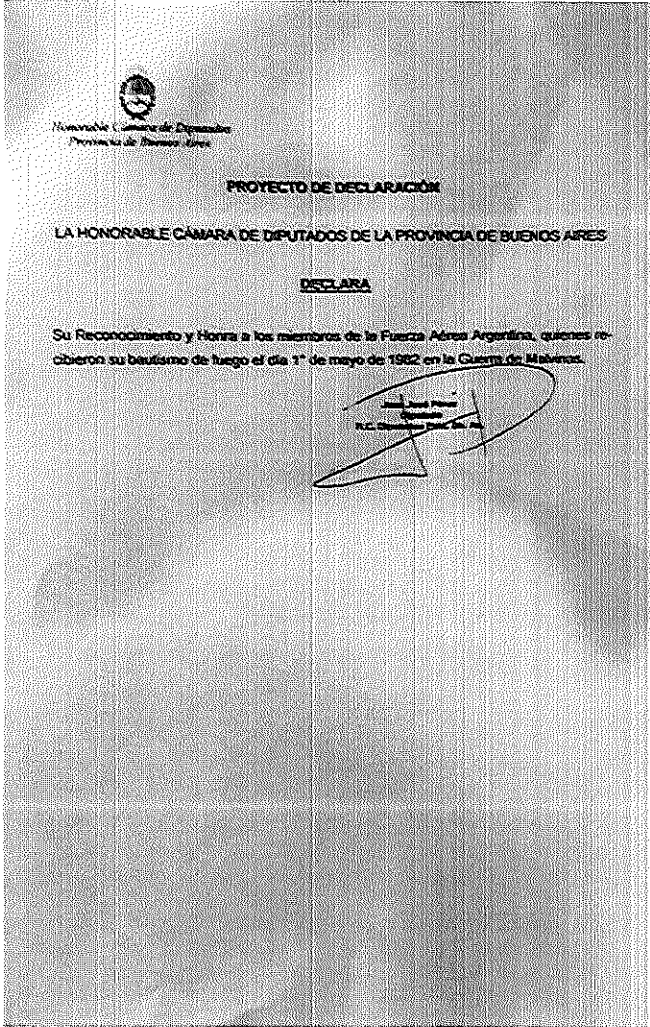 Honorable Cámara de Diputados
Provincia de Buenos Aires
PROYECTO DE DECLARACIÓN
LA HONORABLE CÁMARA DE DIPUTADOS DE LA PROVINCIA DE BUENOS AIRES
DECLARA
Su Reconocimiento y Honra a los miembros de la Fuerza Aérea Argentina, quienes re-
cibieron su bautismo de fuego el día 1° de mayo de 1982 en la Guerra de Malvinas.
Diputado